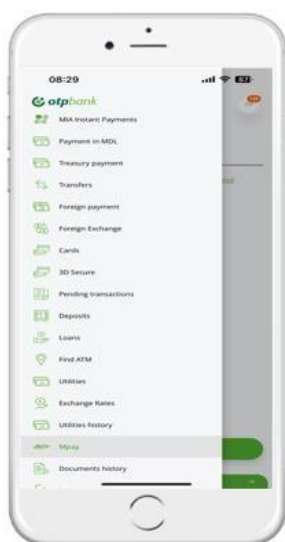 08:29
67
otpbank
MIA Instant Payments
Payment in MDL
Treasury payment
Transfers
Foreign payment
Foreign Exchange
Cards
3D Secure
Pending transactions
Deposits
Loans
Find ATM
Utilities
Exchange Rates
Utilities history
Mpay
Documents history